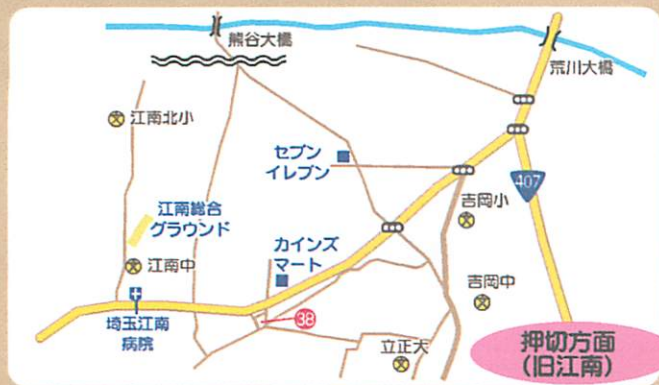 熊谷大橋
荒川大橋
江南北小
セブン
イレブン
407
江南総合
グラウンド
吉岡小
カインズ
マート
江南中
吉岡中
埼玉江南
病院
38
立正大
押切方面
(旧江南)